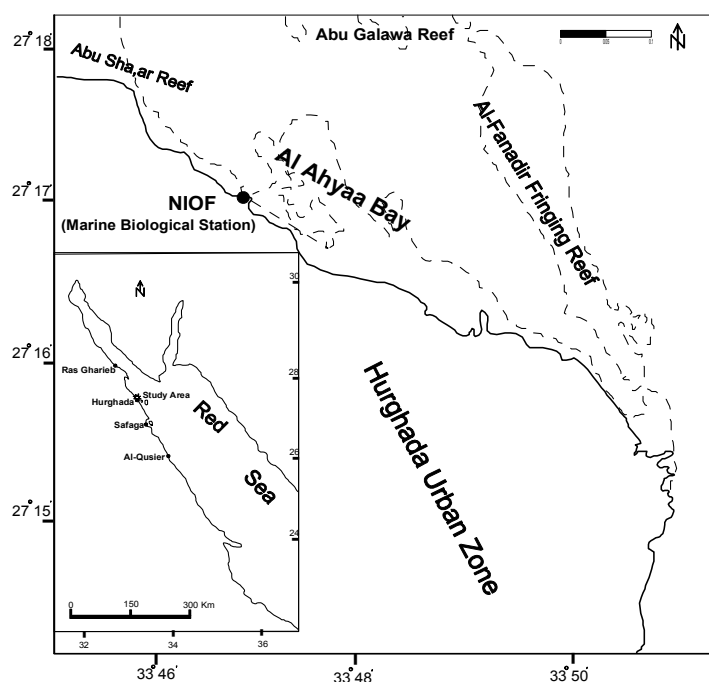 27°18'
Abu Galawa Reef
N
Abu Sha,ar Reef
Al-Fanadir Fringing Reef
Al Ahyaa Bay
27°17'
NIOF
(Marine Biological Station)
27°16'
Hurghada Urban Zone
27°15'
33°46'
33°48'
33°50'
N
30
Ras Gharieb
28
Study Area
Hurghada
Red
Sea
Safaga
Al-Qusier
26
24
0 150 300 Km
32 34 36